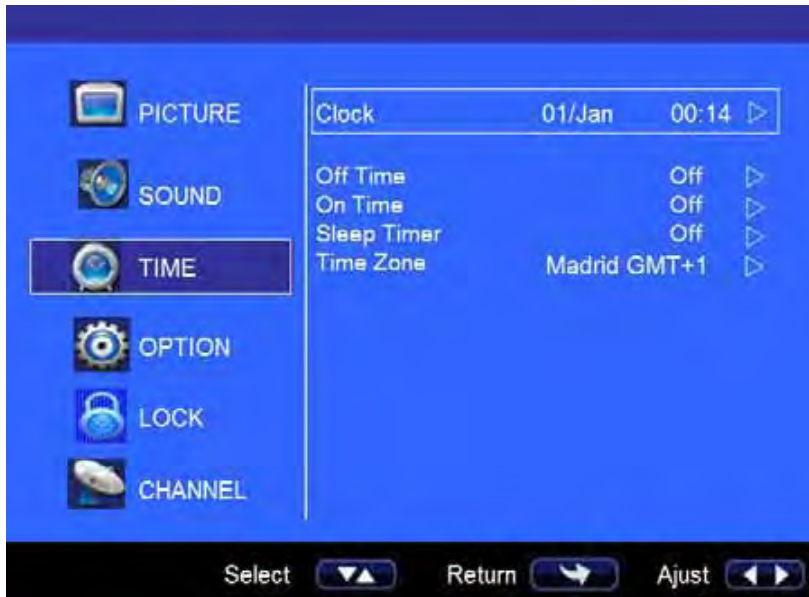 PICTURE
SOUND
TIME
OPTION
LOCK
CHANNEL
Clock 01/Jan 00:14
Off Time Off
On Time Off
Sleep Timer Off
Time Zone Madrid GMT+1
Select Return Ajust